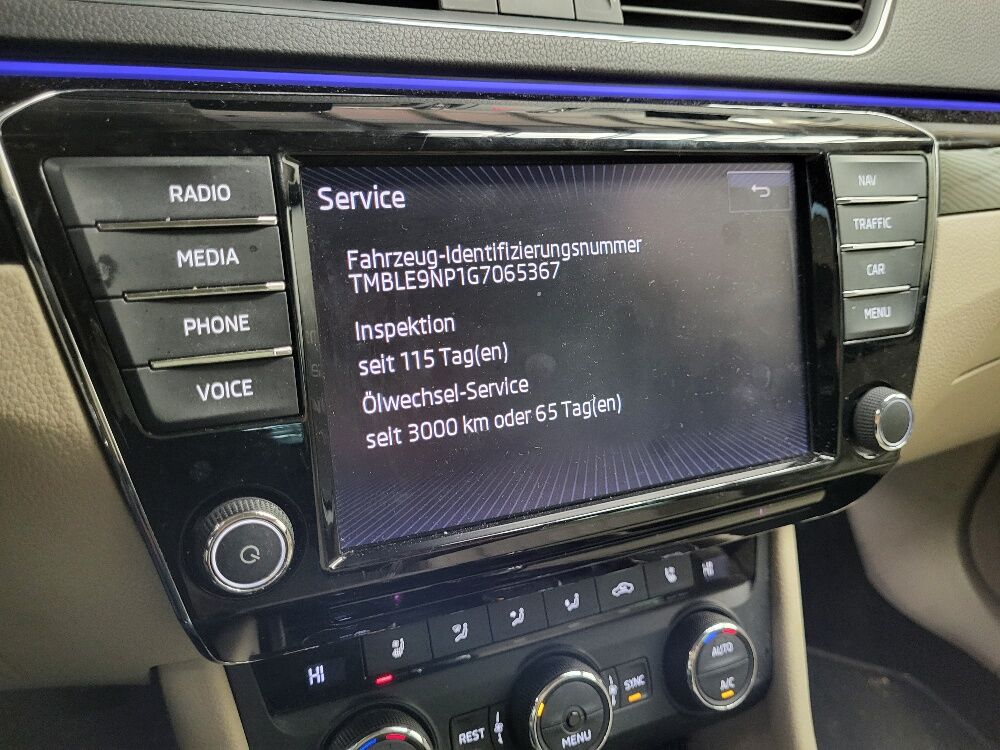 RADIO
MEDIA
PHONE
VOICE
Service
Fahrzeug-Identifizierungsnummer
TMBLE9NP1G7065367
Inspektion
seit 115 Tag(en)
Ölwechsel-Service
seit 3000 km oder 65 Tag(en)
NAV
TRAFFIC
CAR
MENU
HI
HI
REST
MENU
SYNC
AUTO
A/C